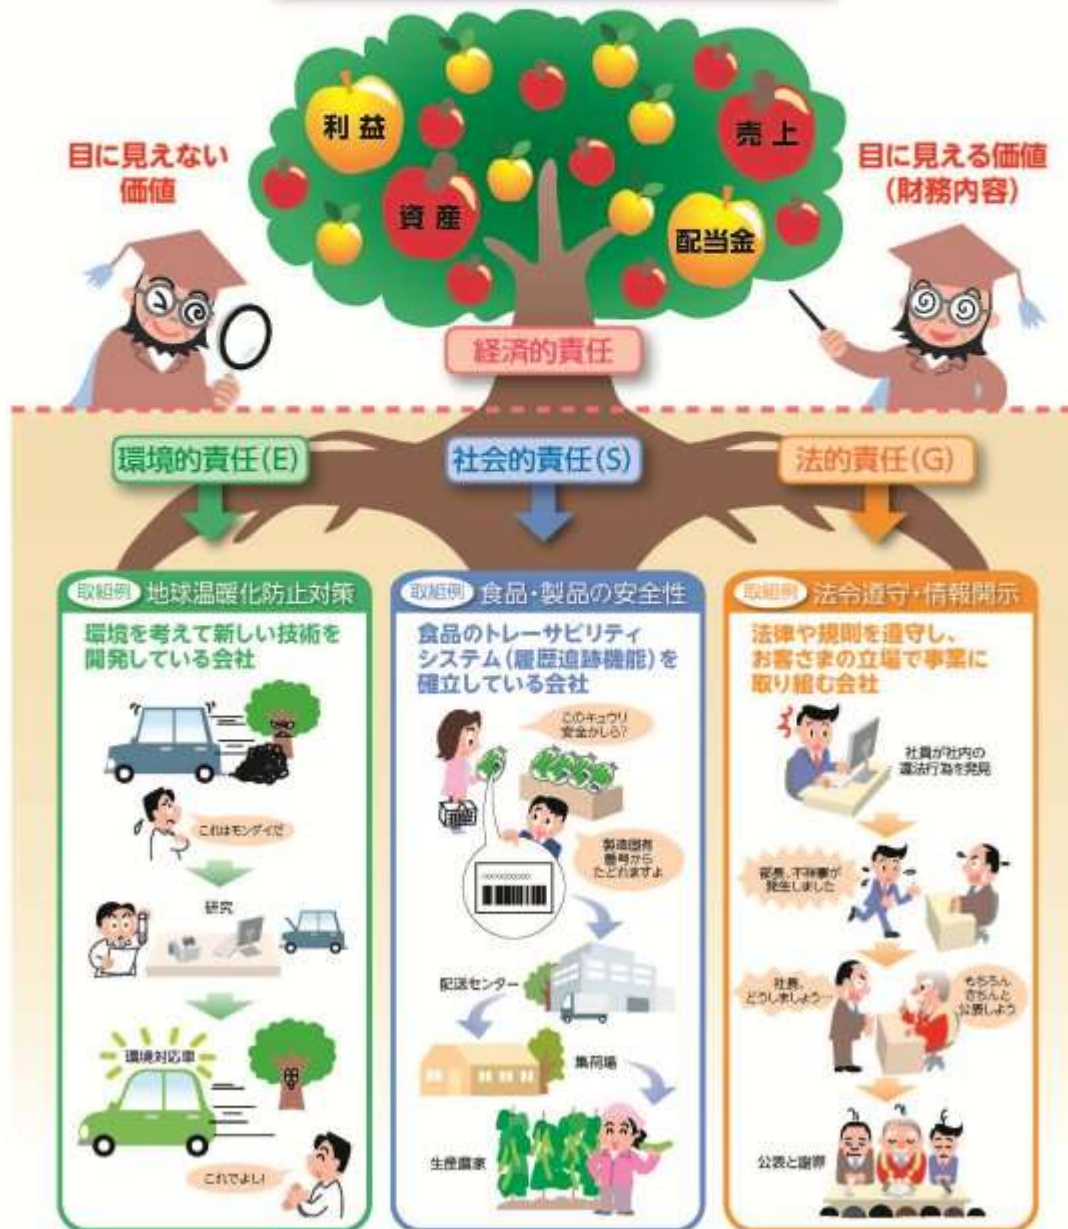 利益
売上
資産
配当金
目に見えない
価値
目に見える価値
(財務内容)
経済的責任
環境的責任(E)
社会的責任(S)
法的責任(G)
取組例 地球温暖化防止対策
環境を考えて新しい技術を
開発している会社
これはモンダイだ
研究
環境対応車
これでよし!
取組例 食品・製品の安全性
食品のトレーサビリティ
システム(履歴追跡機能)を
確立している会社
このキュウリ
安全かしら?
製造固有
番号から
たどれますよ
配送センター
集荷場
生産農家
取組例 法令遵守・情報開示
法律や規則を遵守し、
お客さまの立場で事業に
取り組む会社
社員が社内の
違法行為を発見
部長、不祥事が
発生しました
社長、
どうしましょう…
もちろん
きちんと
公表しよう
公表と謝罪